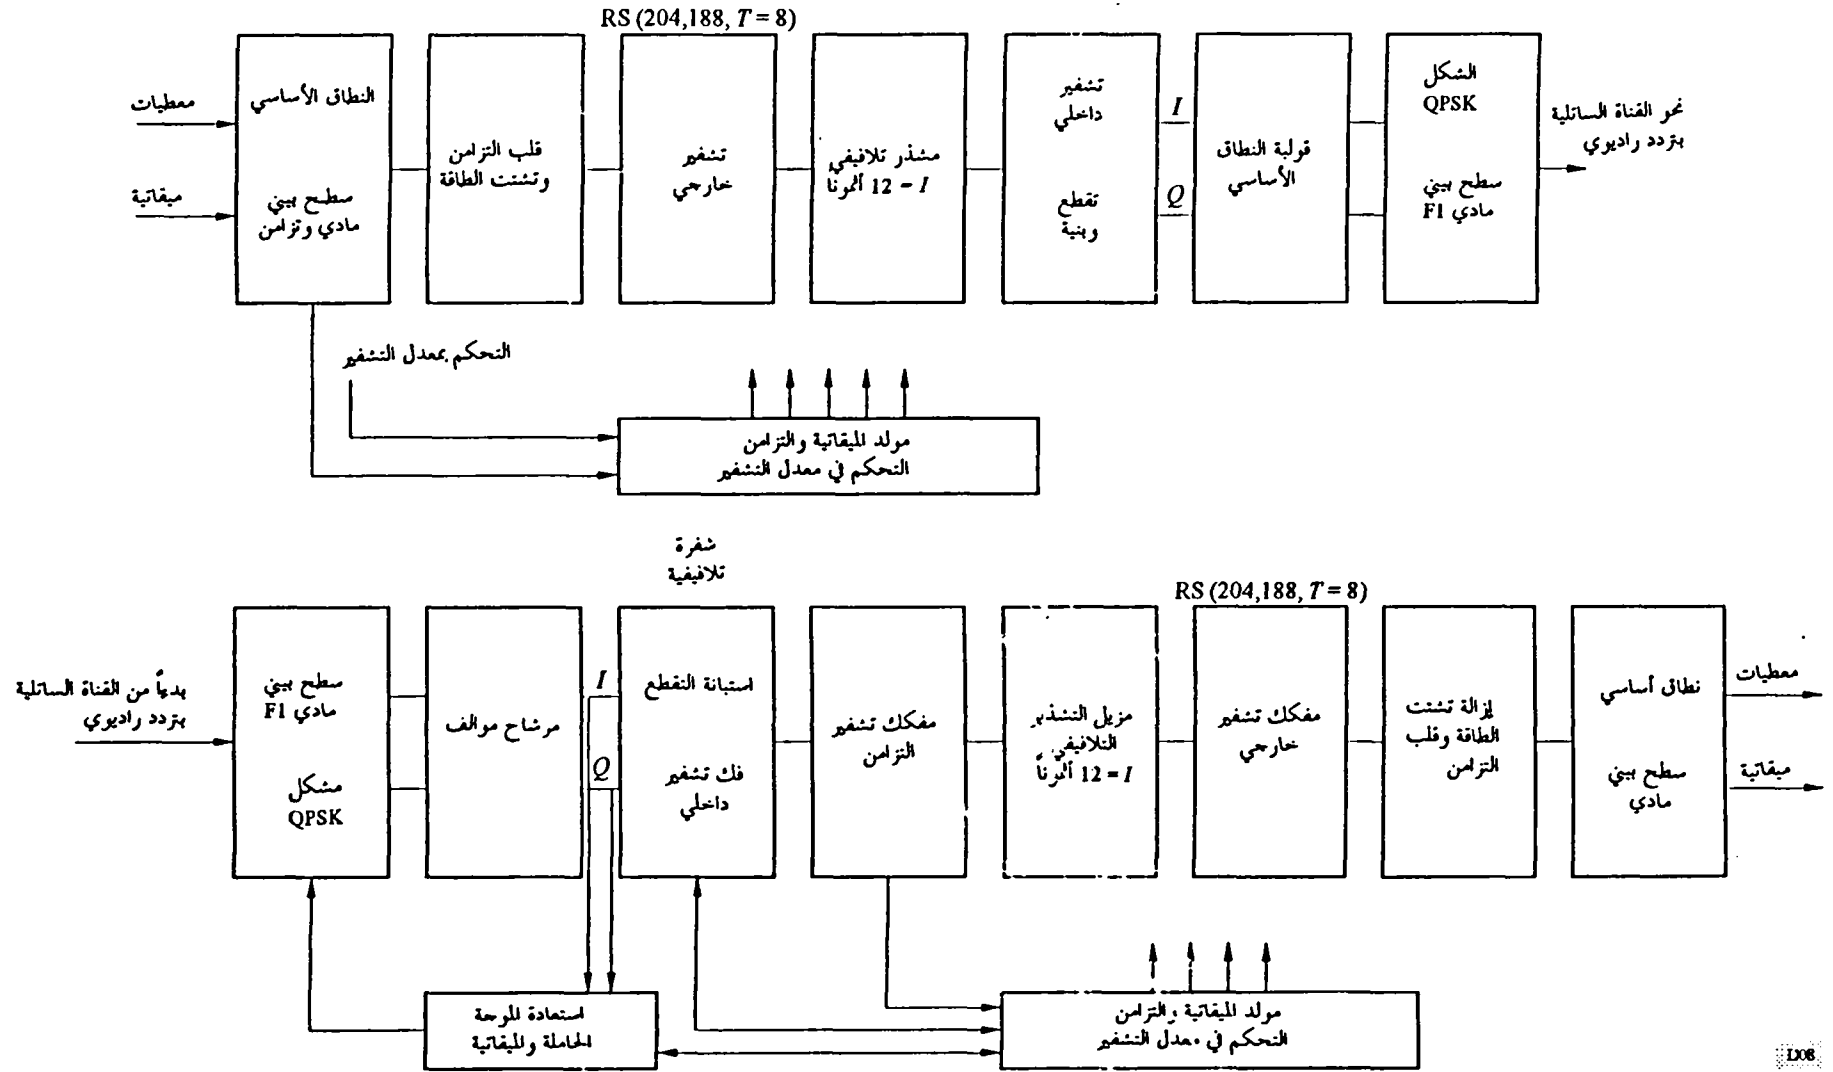 RS (204,188, T = 8)
معطيات
ميقاتية
النطاق الأساسي
سطح بيني
مادي وتزامن
قلب التزامن
وتشتت الطاقة
تشفير
خارجي
مشذر تلافيفي
I = 12 أثمونًا
تشفير
داخلي
تقطع
وبنية
I
Q
قولبة النطاق
الأساسي
الشكل
QPSK
سطح بيني
مادي F1
نحو القناة الساتلية
بتردد راديوي
التحكم بمعدل التشفير
مولد الميقاتية والتزامن
التحكم في معدل التشفير
شفرة
تلافيفية
RS (204,188, T = 8)
بديًا من القناة الساتلية
بتردد راديوي
سطح بيني
مادي F1
مشكل
QPSK
مرشاح موالف
I
Q
استبانة التقطع
فك تشفير
داخلي
مفكك تشفير
التزامن
مزيل التشذير
التلافيفي
I = 12 أثمونًا
مفكك تشفير
خارجي
إزالة تشتت
الطاقة وقلب
التزامن
نطاق أساسي
سطح بيني
مادي
معطيات
ميقاتية
استعادة الموجة
الحاملة والميقاتية
مولد الميقاتية والتزامن
التحكم في معدل التشفير
D08